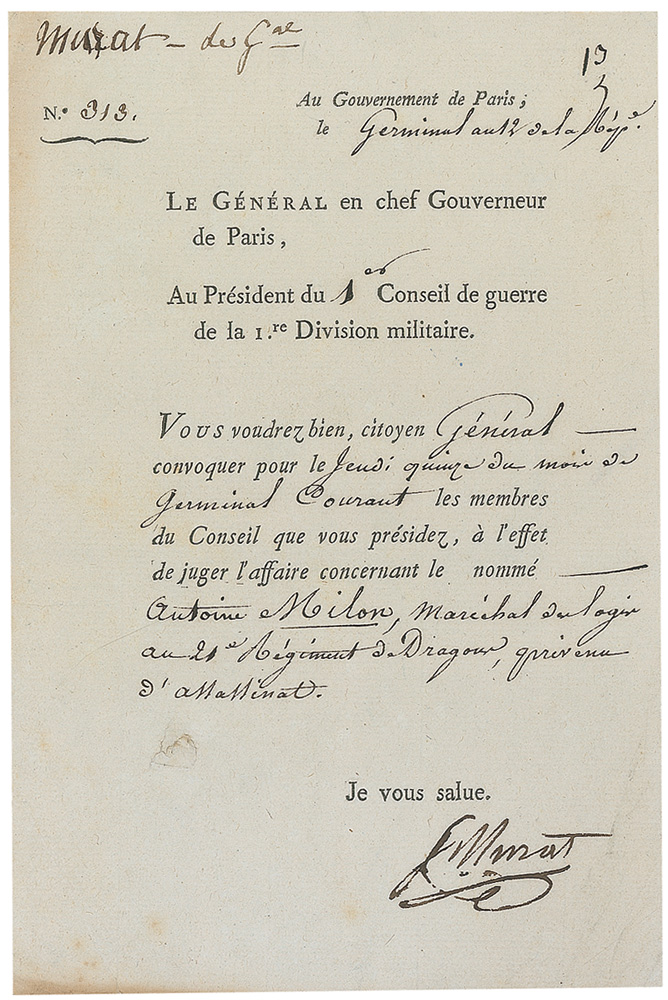 Murat - de Gal
13
N.° 313.
Au Gouvernement de Paris,
le Germinal an 12 de la Rép.e
LE GÉNÉRAL en chef Gouverneur
de Paris,
Au Président du 1er Conseil de guerre
de la 1.re Division militaire.
Vous voudrez bien, citoyen Général
convoquer pour le Jeudi quinze du mois de
Germinal Courant les membres
du Conseil que vous présidez, à l'effet
de juger l'affaire concernant le nommé
Antoine Milon, Maréchal des logis
au 21e Régiment de Dragons, prévenu
d'assassinat.
Je vous salue.
Murat